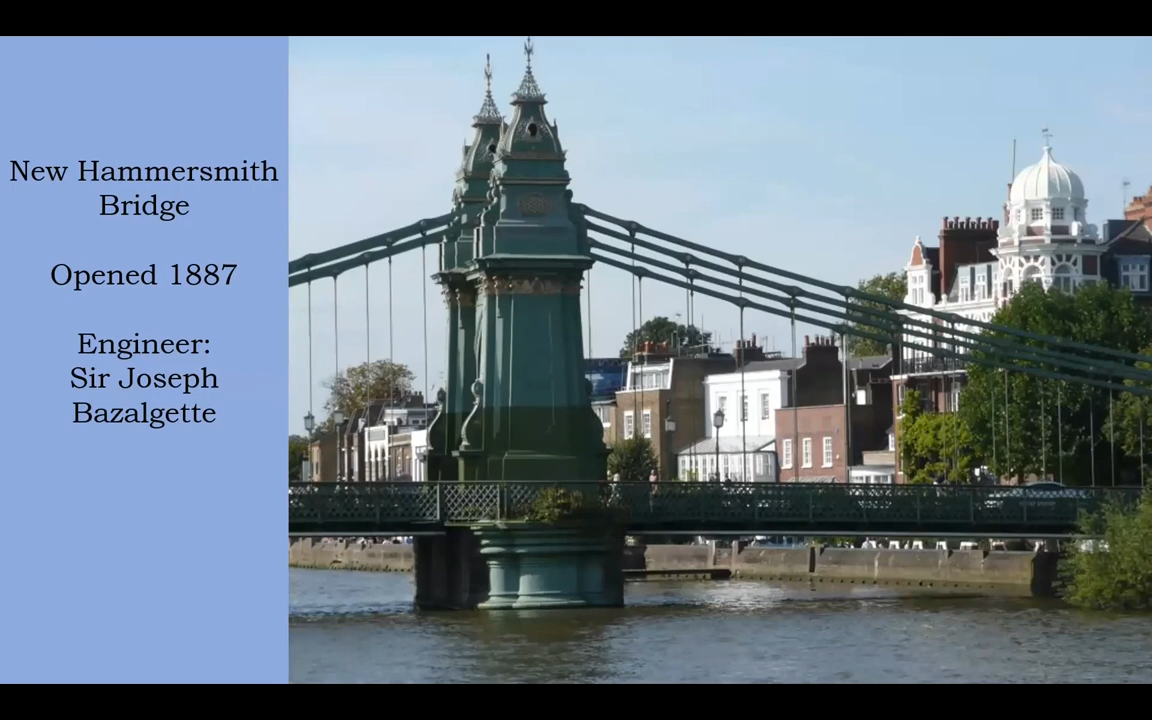 New Hammersmith
Bridge
Opened 1887
Engineer:
Sir Joseph
Bazalgette